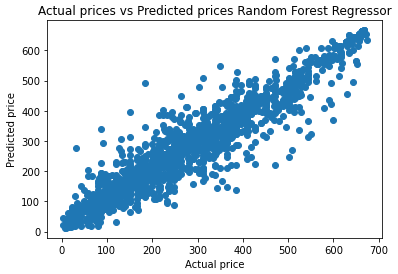 Actual prices vs Predicted prices Random Forest Regressor
Predicted price
600
500
400
300
200
100
0
0 100 200 300 400 500 600 700
Actual price